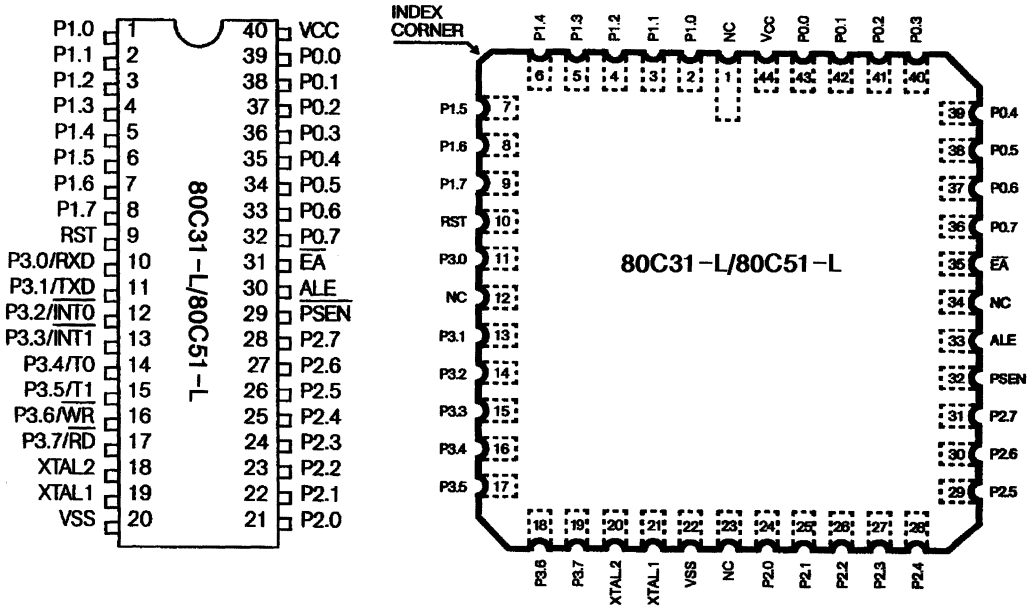 P1.0 1 40 VCC
P1.1 2 39 P0.0
P1.2 3 38 P0.1
P1.3 4 37 P0.2
P1.4 5 36 P0.3
P1.5 6 35 P0.4
P1.6 7 34 P0.5
P1.7 8 33 P0.6
RST 9 32 P0.7
P3.0/RXD 10 31 E̅A̅
P3.1/TXD 11 30 ALE
P3.2/I̅N̅T̅0̅ 12 29 P̅S̅E̅N̅
P3.3/I̅N̅T̅1̅ 13 28 P2.7
P3.4/T0 14 27 P2.6
P3.5/T1 15 26 P2.5
P3.6/W̅R̅ 16 25 P2.4
P3.7/R̅D̅ 17 24 P2.3
XTAL2 18 23 P2.2
XTAL1 19 22 P2.1
VSS 20 21 P2.0
80C31-L/80C51-L
INDEX
CORNER
P1.4 P1.3 P1.2 P1.1 P1.0 NC VCC P0.0 P0.1 P0.2 P0.3
6 5 4 3 2 1 44 43 42 41 40
P1.5 7 39 P0.4
P1.6 8 38 P0.5
P1.7 9 37 P0.6
RST 10 36 P0.7
P3.0 11 35 E̅A̅
NC 12 34 NC
P3.1 13 33 ALE
P3.2 14 32 PSEN
P3.3 15 31 P2.7
P3.4 16 30 P2.6
P3.5 17 29 P2.5
80C31-L/80C51-L
18 19 20 21 22 23 24 25 26 27 28
P3.6 P3.7 XTAL2 XTAL1 VSS NC P2.0 P2.1 P2.2 P2.3 P2.4